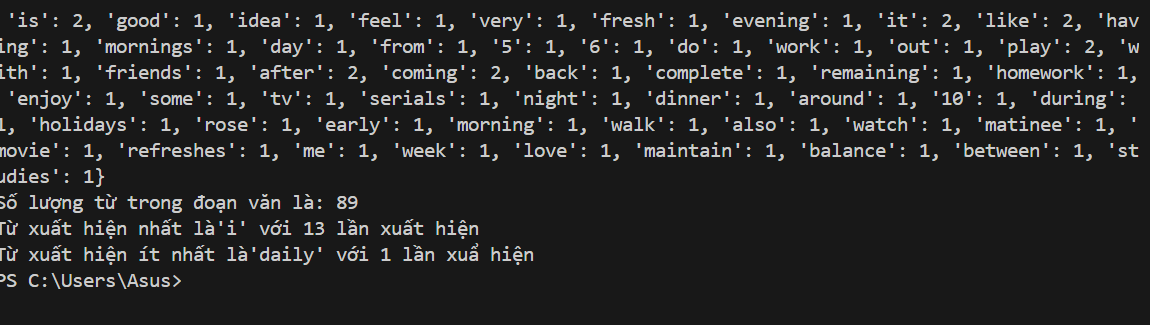 'is': 2, 'good': 1, 'idea': 1, 'feel': 1, 'very': 1, 'fresh': 1, 'evening': 1, 'it': 2, 'like': 2, 'hav
ing': 1, 'mornings': 1, 'day': 1, 'from': 1, '5': 1, '6': 1, 'do': 1, 'work': 1, 'out': 1, 'play': 2, 'w
ith': 1, 'friends': 1, 'after': 2, 'coming': 2, 'back': 1, 'complete': 1, 'remaining': 1, 'homework': 1,
'enjoy': 1, 'some': 1, 'tv': 1, 'serials': 1, 'night': 1, 'dinner': 1, 'around': 1, '10': 1, 'during':
1, 'holidays': 1, 'rose': 1, 'early': 1, 'morning': 1, 'walk': 1, 'also': 1, 'watch': 1, 'matinee': 1, '
movie': 1, 'refreshes': 1, 'me': 1, 'week': 1, 'love': 1, 'maintain': 1, 'balance': 1, 'between': 1, 'st
udies': 1}
Số lượng từ trong đoạn văn là: 89
Từ xuất hiện nhất là'i' với 13 lần xuất hiện
Từ xuất hiện ít nhất là'daily' với 1 lần xuẩ hiện
PS C:\Users\Asus>